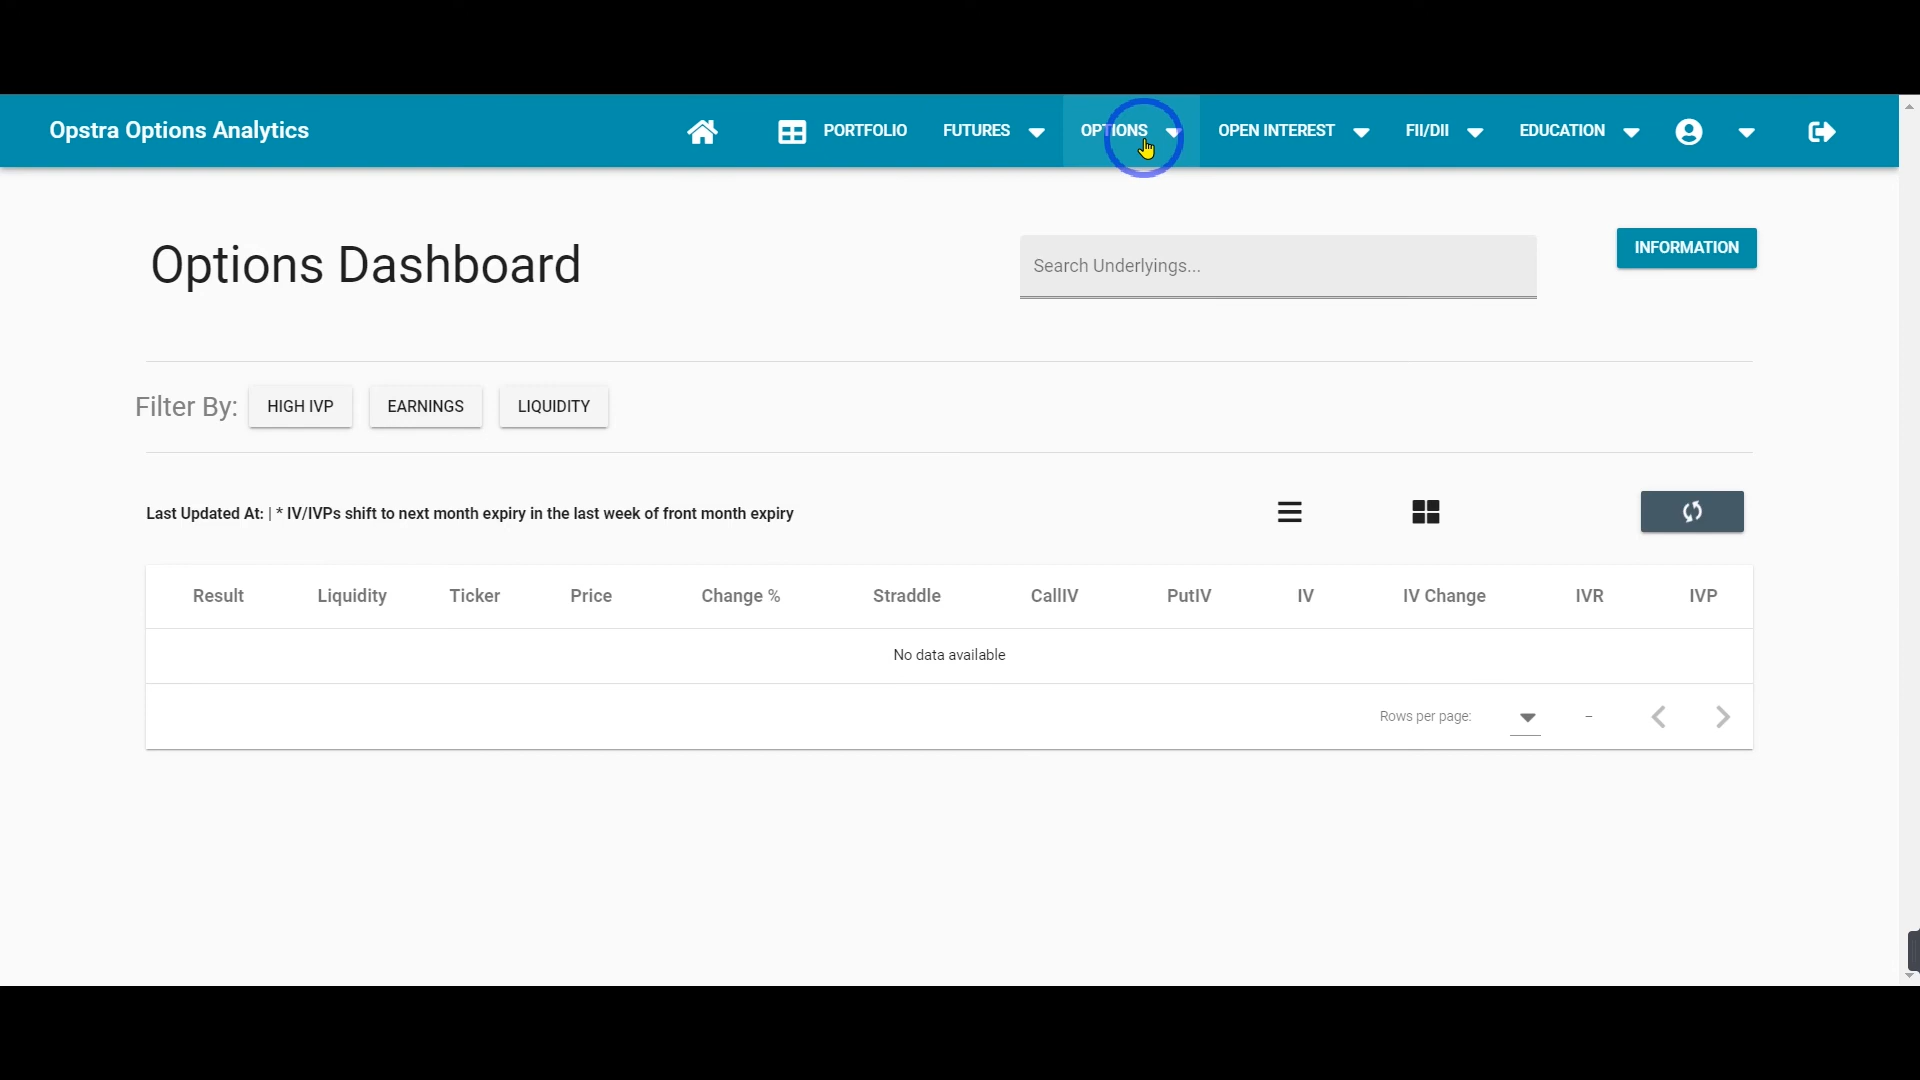 Opstra Options Analytics PORTFOLIO FUTURES OPTIONS OPEN INTEREST FII/DII EDUCATION
Options Dashboard Search Underlyings... INFORMATION
Filter By: HIGH IVP EARNINGS LIQUIDITY
Last Updated At: | * IV/IVPs shift to next month expiry in the last week of front month expiry
Result Liquidity Ticker Price Change % Straddle CallIV PutIV IV IV Change IVR IVP
No data available
Rows per page: –